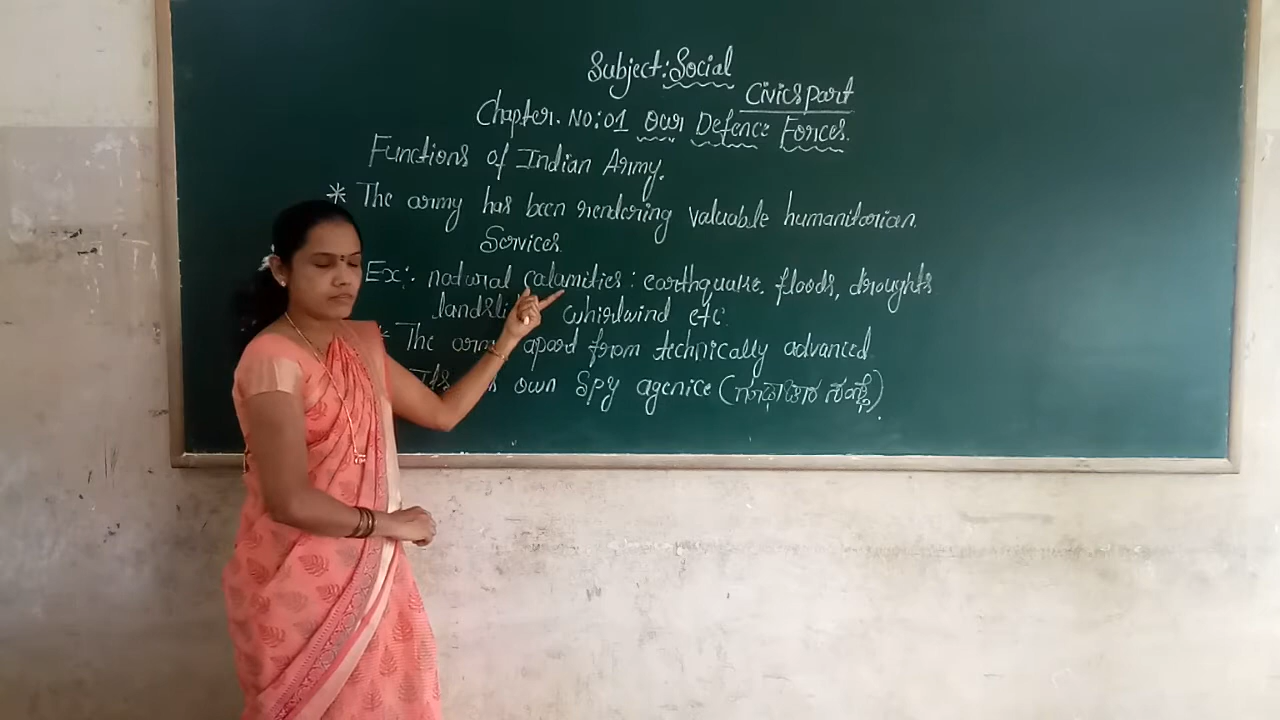 Subject: Social
Civics part
Chapter. No:01 Our Defence Forces.
Functions of Indian Army.
* The army has been rendering valuable humanitarian
Services.
Ex:- natural calamities: earthquake. floods, droughts
whirlwind etc.
* The army apart from technically advanced
own Spy agenice (ಗೂಢಾಚಾರ ಸಂಸ್ಥೆ).